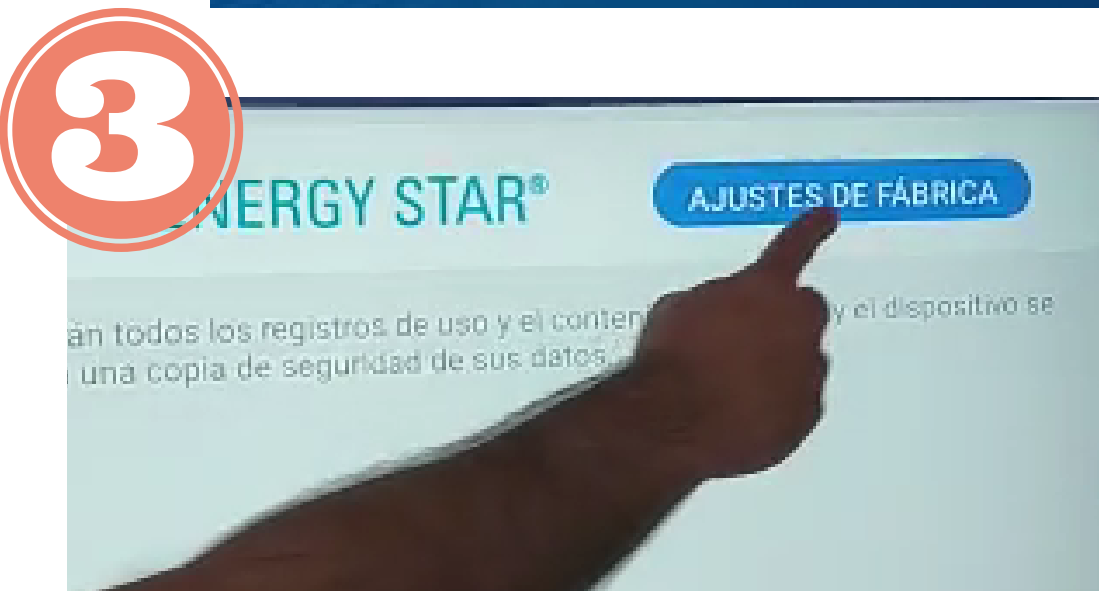 3
ENERGY STAR®
AJUSTES DE FÁBRICA
án todos los registros de uso y el conten y el dispositivo se
una copia de seguridad de sus datos.